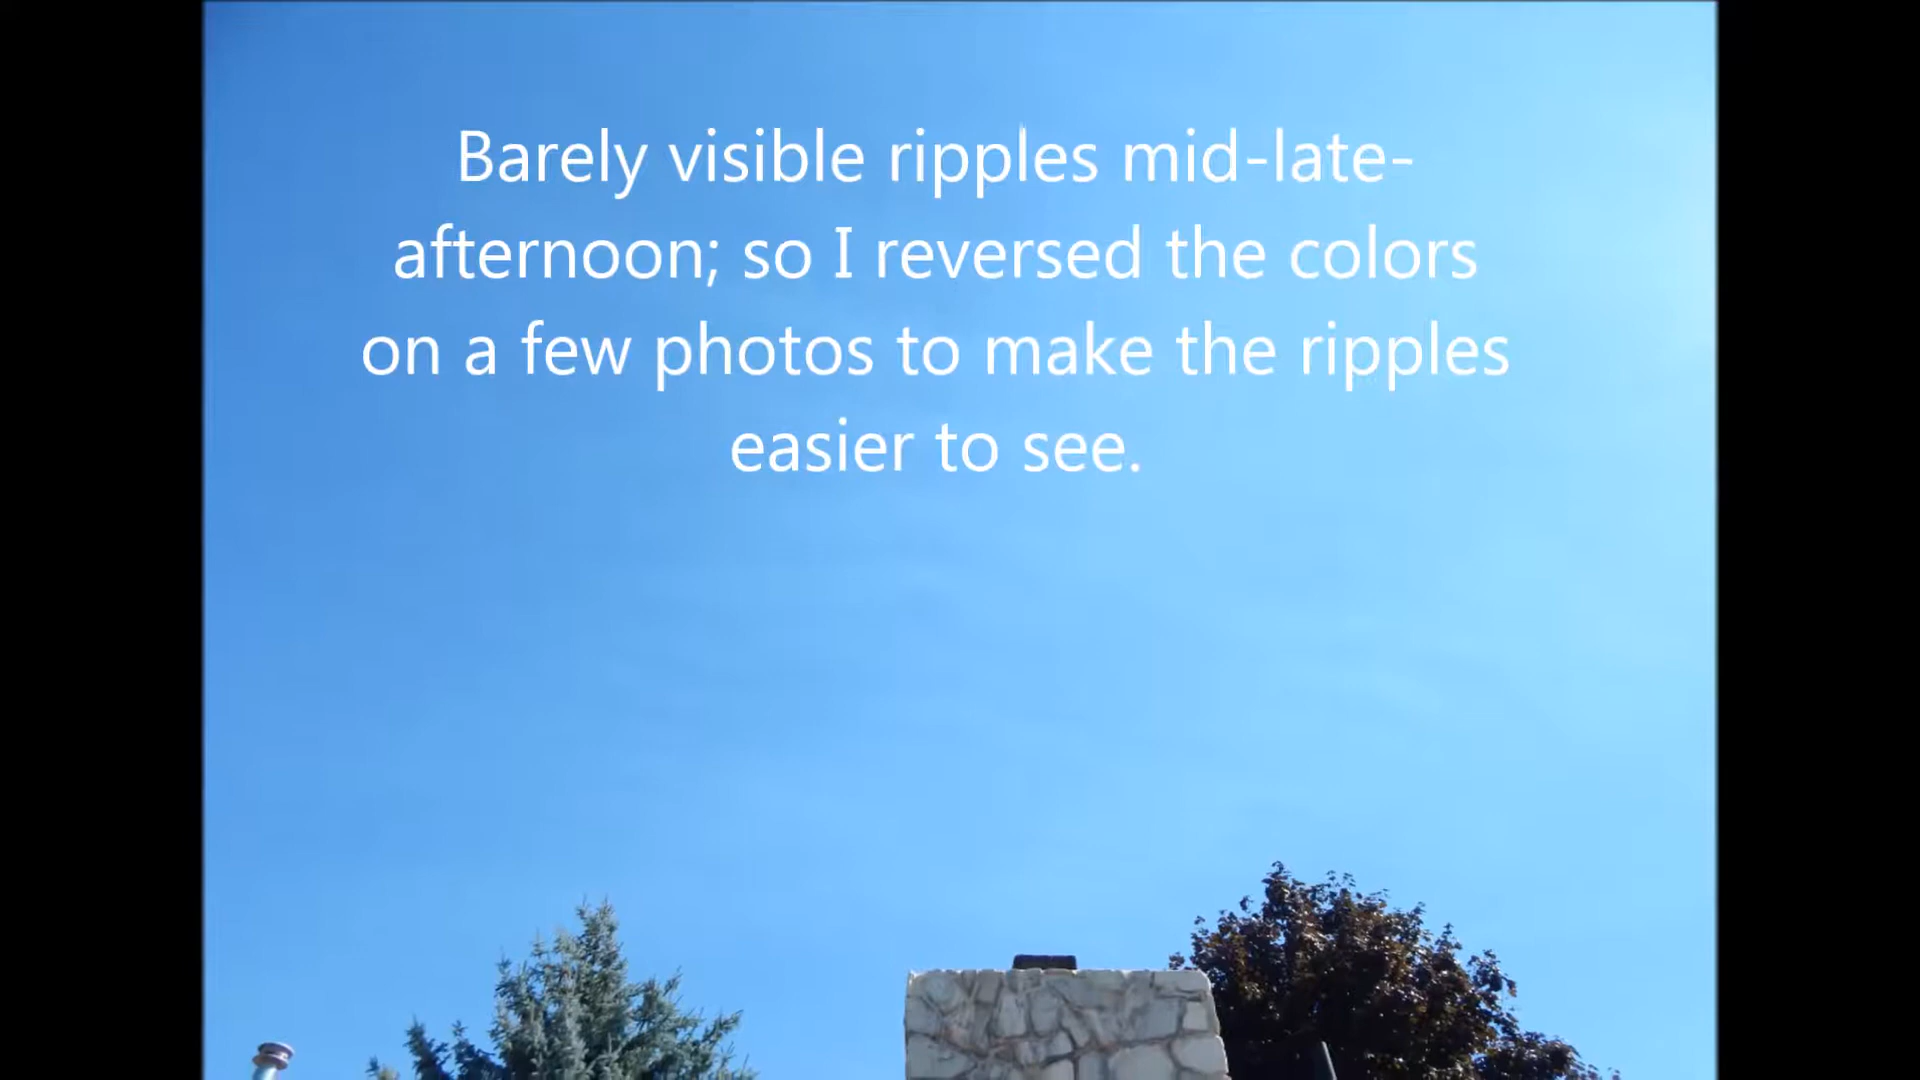 Barely visible ripples mid-late-
afternoon; so I reversed the colors
on a few photos to make the ripples
easier to see.